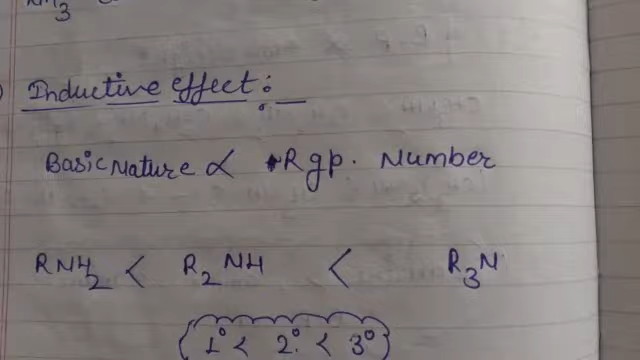 Inductive effect:
Basic Nature ∝ +R gp. Number
RNH₂ < R₂NH < R₃N
(1° < 2° < 3°)